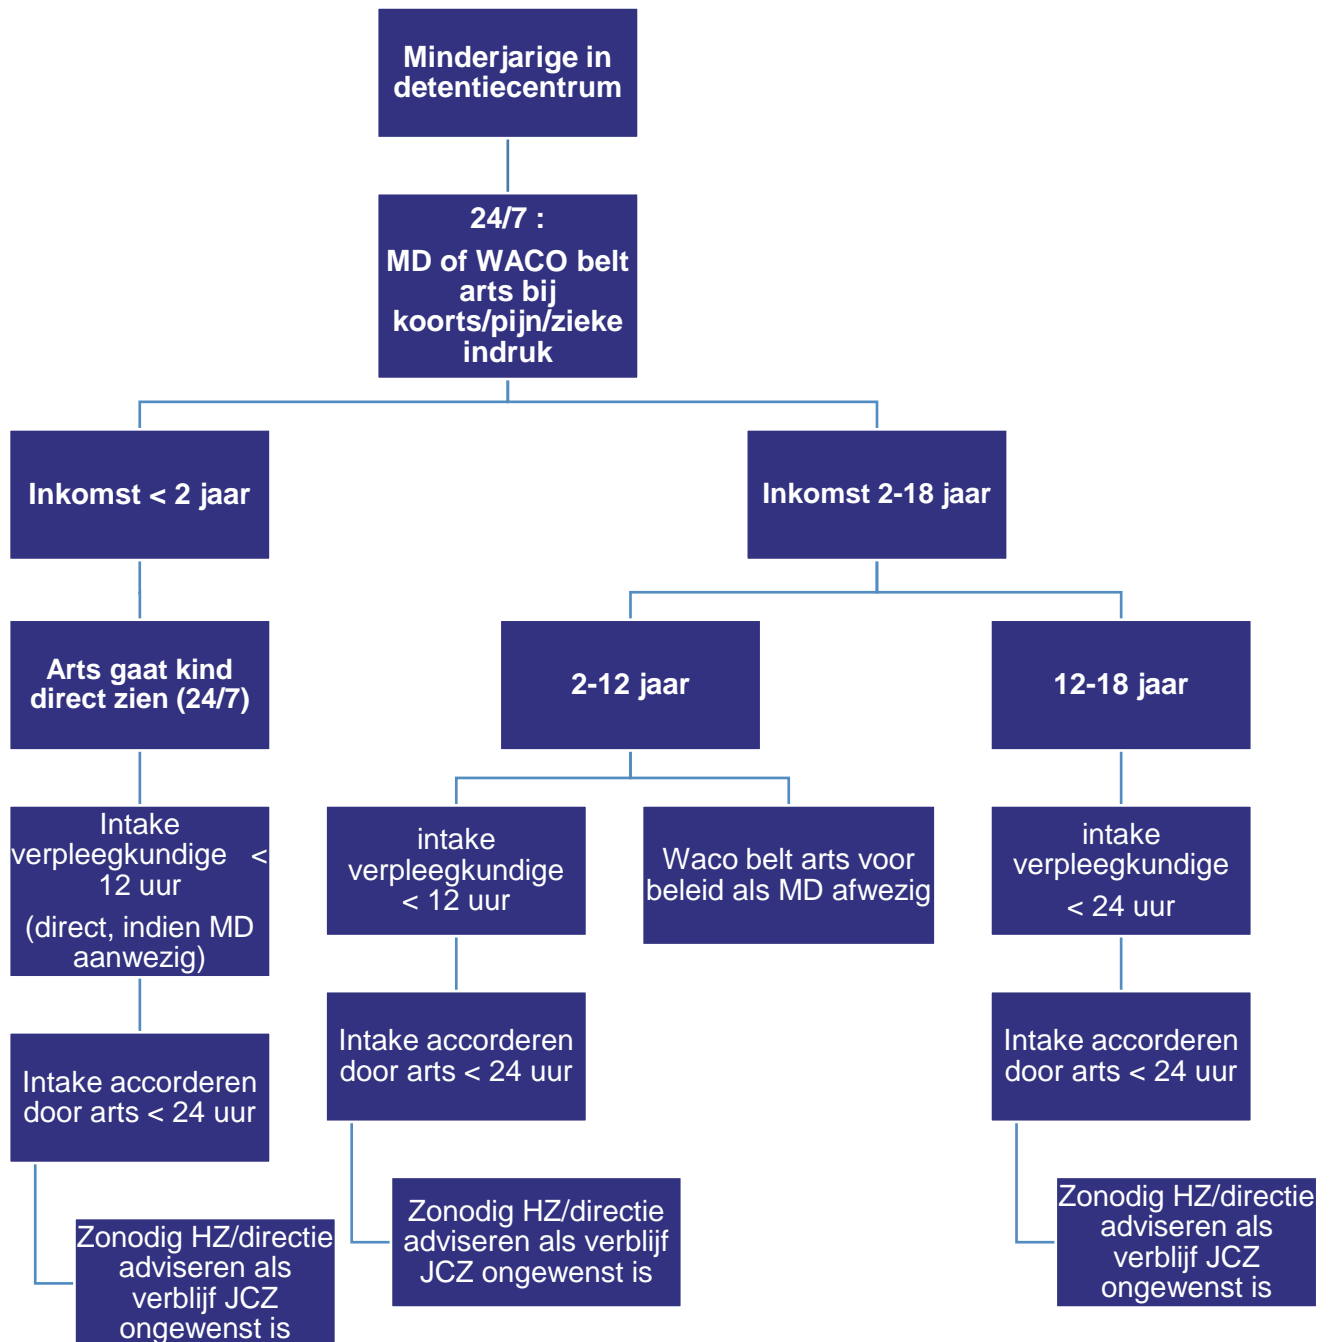 Minderjarige in
detentiecentrum
24/7 :
MD of WACO belt
arts bij
koorts/pijn/zieke
indruk
Inkomst < 2 jaar
Inkomst 2-18 jaar
Arts gaat kind
direct zien (24/7)
2-12 jaar
12-18 jaar
Intake
verpleegkundige <
12 uur
(direct, indien MD
aanwezig)
intake
verpleegkundige
< 12 uur
Waco belt arts voor
beleid als MD afwezig
intake
verpleegkundige
< 24 uur
Intake accorderen
door arts < 24 uur
Intake accorderen
door arts < 24 uur
Intake accorderen
door arts < 24 uur
Zonodig HZ/directie
adviseren als
verblijf JCZ
ongewenst is
Zonodig HZ/directie
adviseren als verblijf
JCZ ongewenst is
Zonodig HZ/directie
adviseren als
verblijf JCZ
ongewenst is